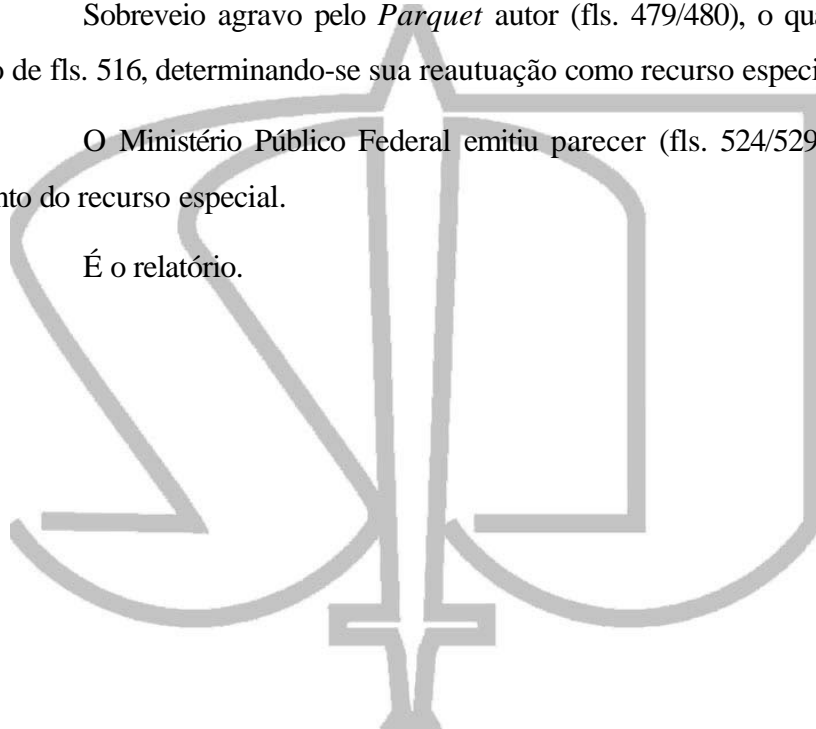 Sobreveio agravo pelo Parquet autor (fls. 479/480), o qua
o de fls. 516, determinando-se sua reautuação como recurso especi
O Ministério Público Federal emitiu parecer (fls. 524/529
nto do recurso especial.
É o relatório.